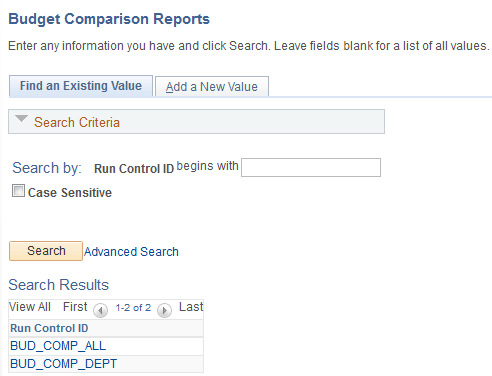 Budget Comparison Reports
Enter any information you have and click Search. Leave fields blank for a list of all values.
Find an Existing Value Add a New Value
Search Criteria
Search by: Run Control ID begins with
Case Sensitive
Search Advanced Search
Search Results
View All First 1-2 of 2 Last
Run Control ID
BUD_COMP_ALL
BUD_COMP_DEPT